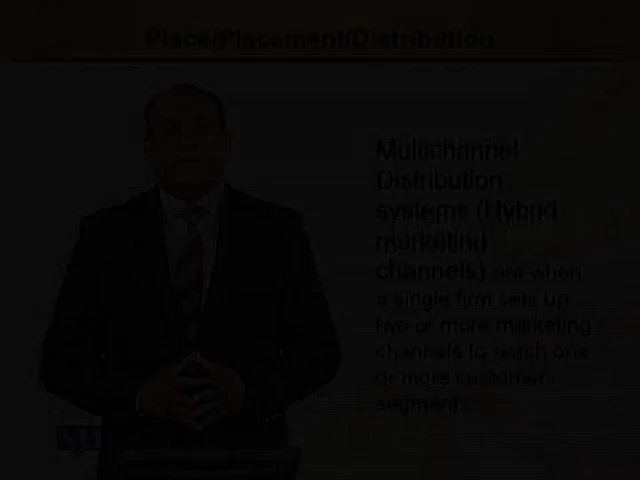 Place/Placement/Distribution
Multichannel
Distribution
systems (Hybrid
marketing
channels) are when
a single firm sets up
two or more marketing
channels to reach one
or more customer
segment